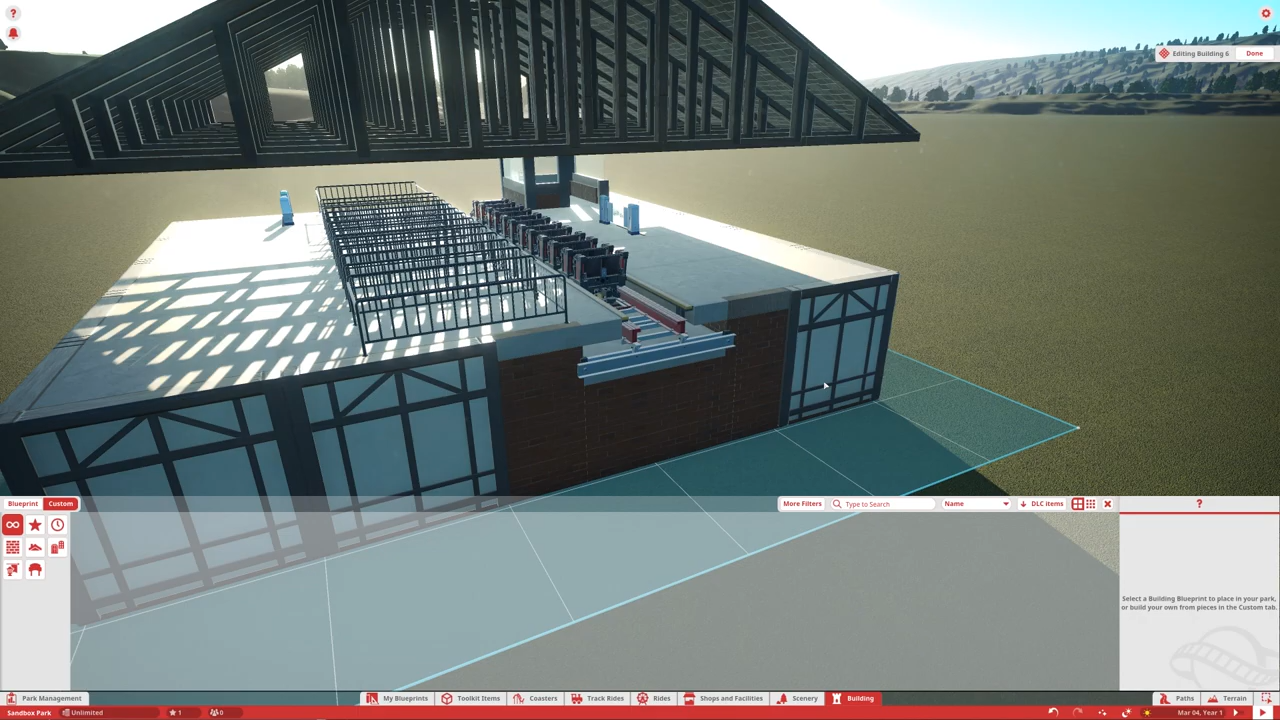 Editing Building 6 Done
Blueprint Custom More Filters Type to Search Name DLC items
Select a Building Blueprint to place in your park,
or build your own from pieces in the Custom tab.
Park Management My Blueprints Toolkit Items Coasters Track Rides Rides Shops and Facilities Scenery Building Paths Terrain
Sandbox Park Unlimited 1 0 Mar 04, Year 1